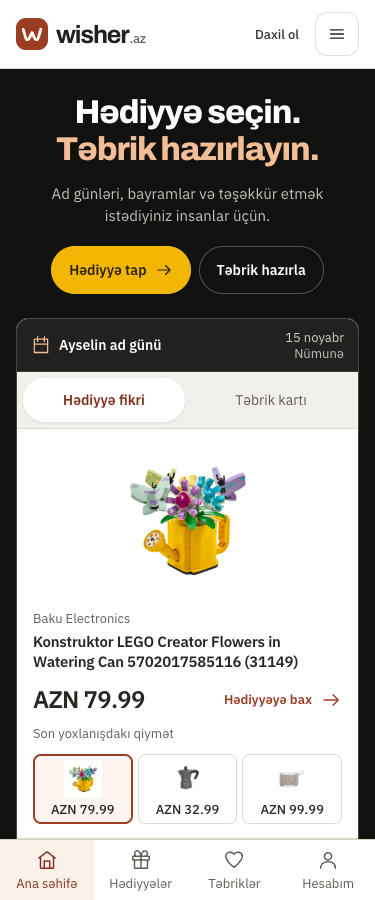 wisher.az
Daxil ol
Hədiyyə seçin.
Təbrik hazırlayın.
Ad günləri, bayramlar və təşəkkür etmək
istədiyiniz insanlar üçün.
Hədiyyə tap
Təbrik hazırla
Ayselin ad günü
15 noyabr
Nümunə
Hədiyyə fikri
Təbrik kartı
Baku Electronics
Konstruktor LEGO Creator Flowers in
Watering Can 5702017585116 (31149)
AZN 79.99
Hədiyyəyə bax
Son yoxlanışdakı qiymət
AZN 79.99
AZN 32.99
AZN 99.99
Ana səhifə
Hədiyyələr
Təbriklər
Hesabım